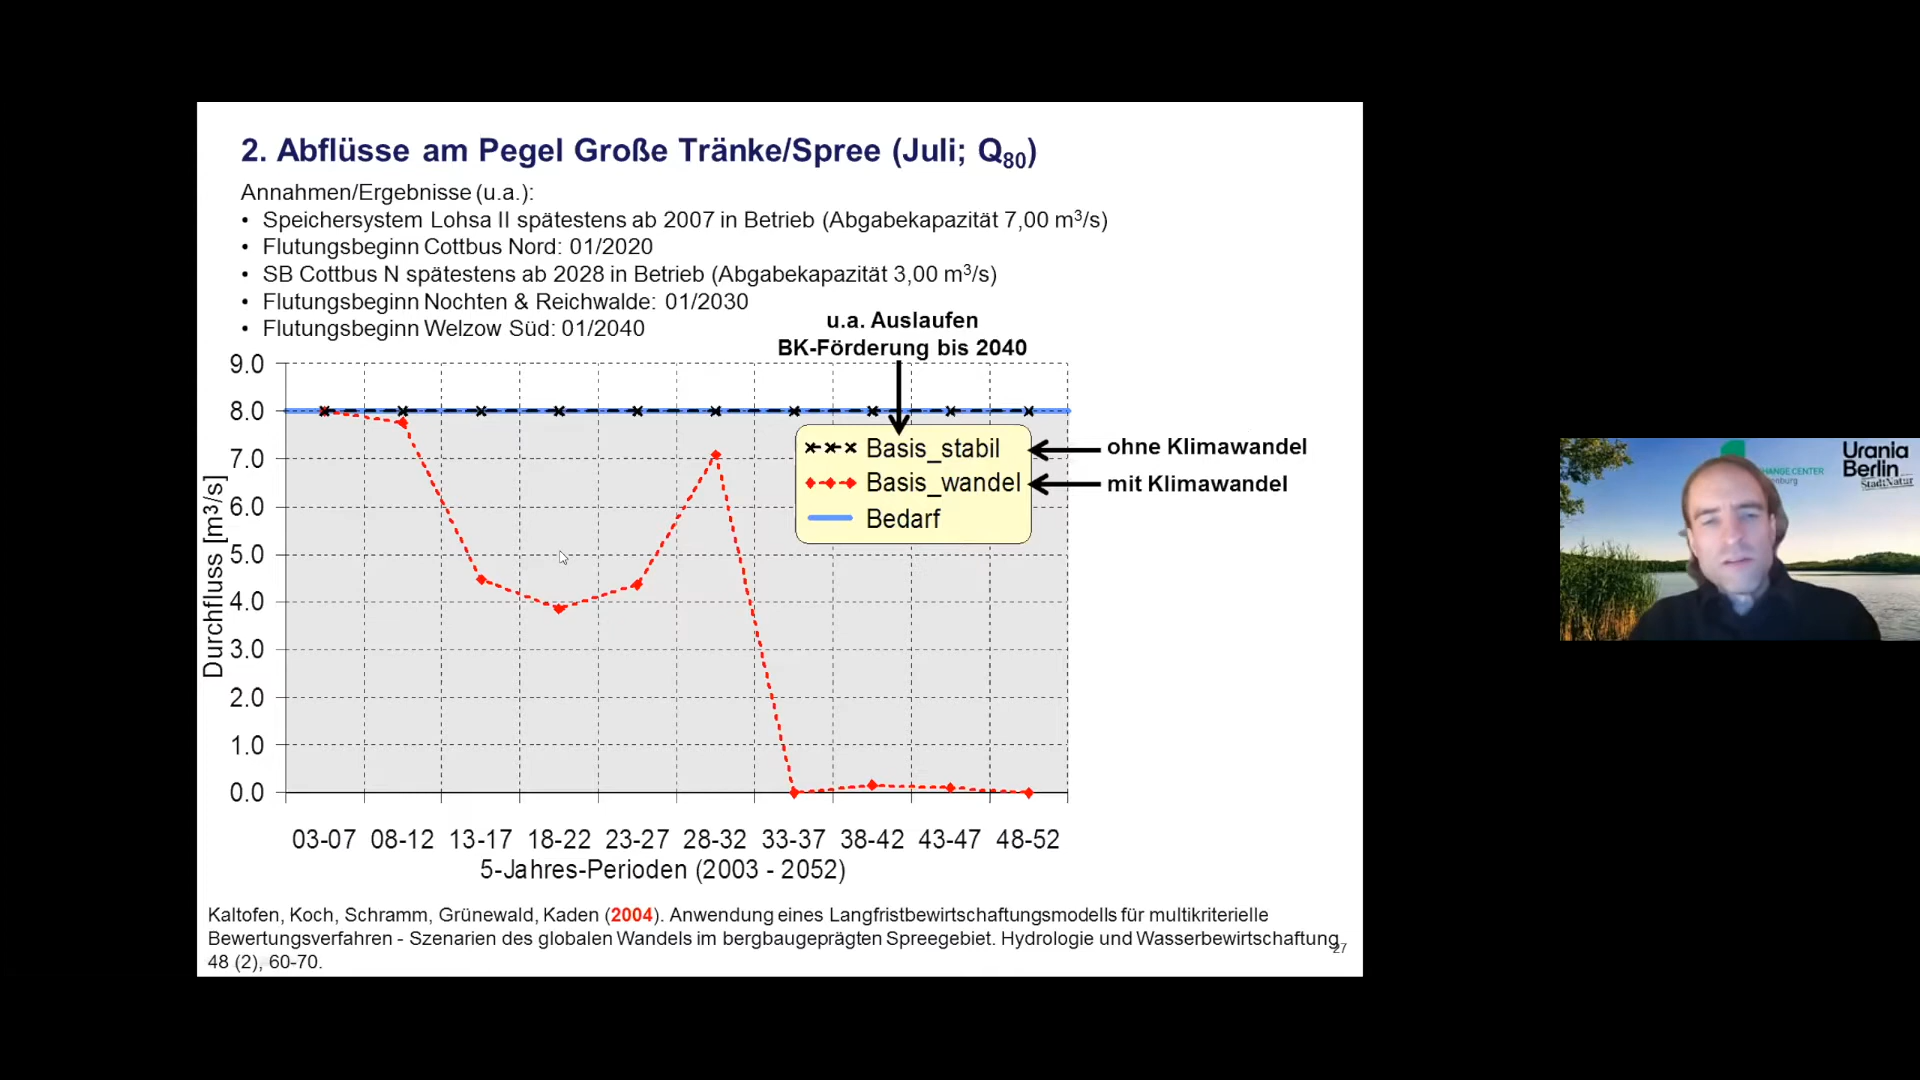 2. Abflüsse am Pegel Große Tränke/Spree (Juli; Q80)
Annahmen/Ergebnisse (u.a.):
• Speichersystem Lohsa II spätestens ab 2007 in Betrieb (Abgabekapazität 7,00 m³/s)
• Flutungsbeginn Cottbus Nord: 01/2020
• SB Cottbus N spätestens ab 2028 in Betrieb (Abgabekapazität 3,00 m³/s)
• Flutungsbeginn Nochten & Reichwalde: 01/2030
• Flutungsbeginn Welzow Süd: 01/2040
u.a. Auslaufen
BK-Förderung bis 2040
9.0
8.0
7.0
6.0
5.0
4.0
3.0
2.0
1.0
0.0
Durchfluss [m³/s]
Basis_stabil
Basis_wandel
Bedarf
ohne Klimawandel
mit Klimawandel
03-07 08-12 13-17 18-22 23-27 28-32 33-37 38-42 43-47 48-52
5-Jahres-Perioden (2003 - 2052)
Kaltofen, Koch, Schramm, Grünewald, Kaden (2004). Anwendung eines Langfristbewirtschaftungsmodells für multikriterielle
Bewertungsverfahren - Szenarien des globalen Wandels im bergbaugeprägten Spreegebiet. Hydrologie und Wasserbewirtschaftung
48 (2), 60-70.
27
CENTER
Urania
Berlin
StadtNatur